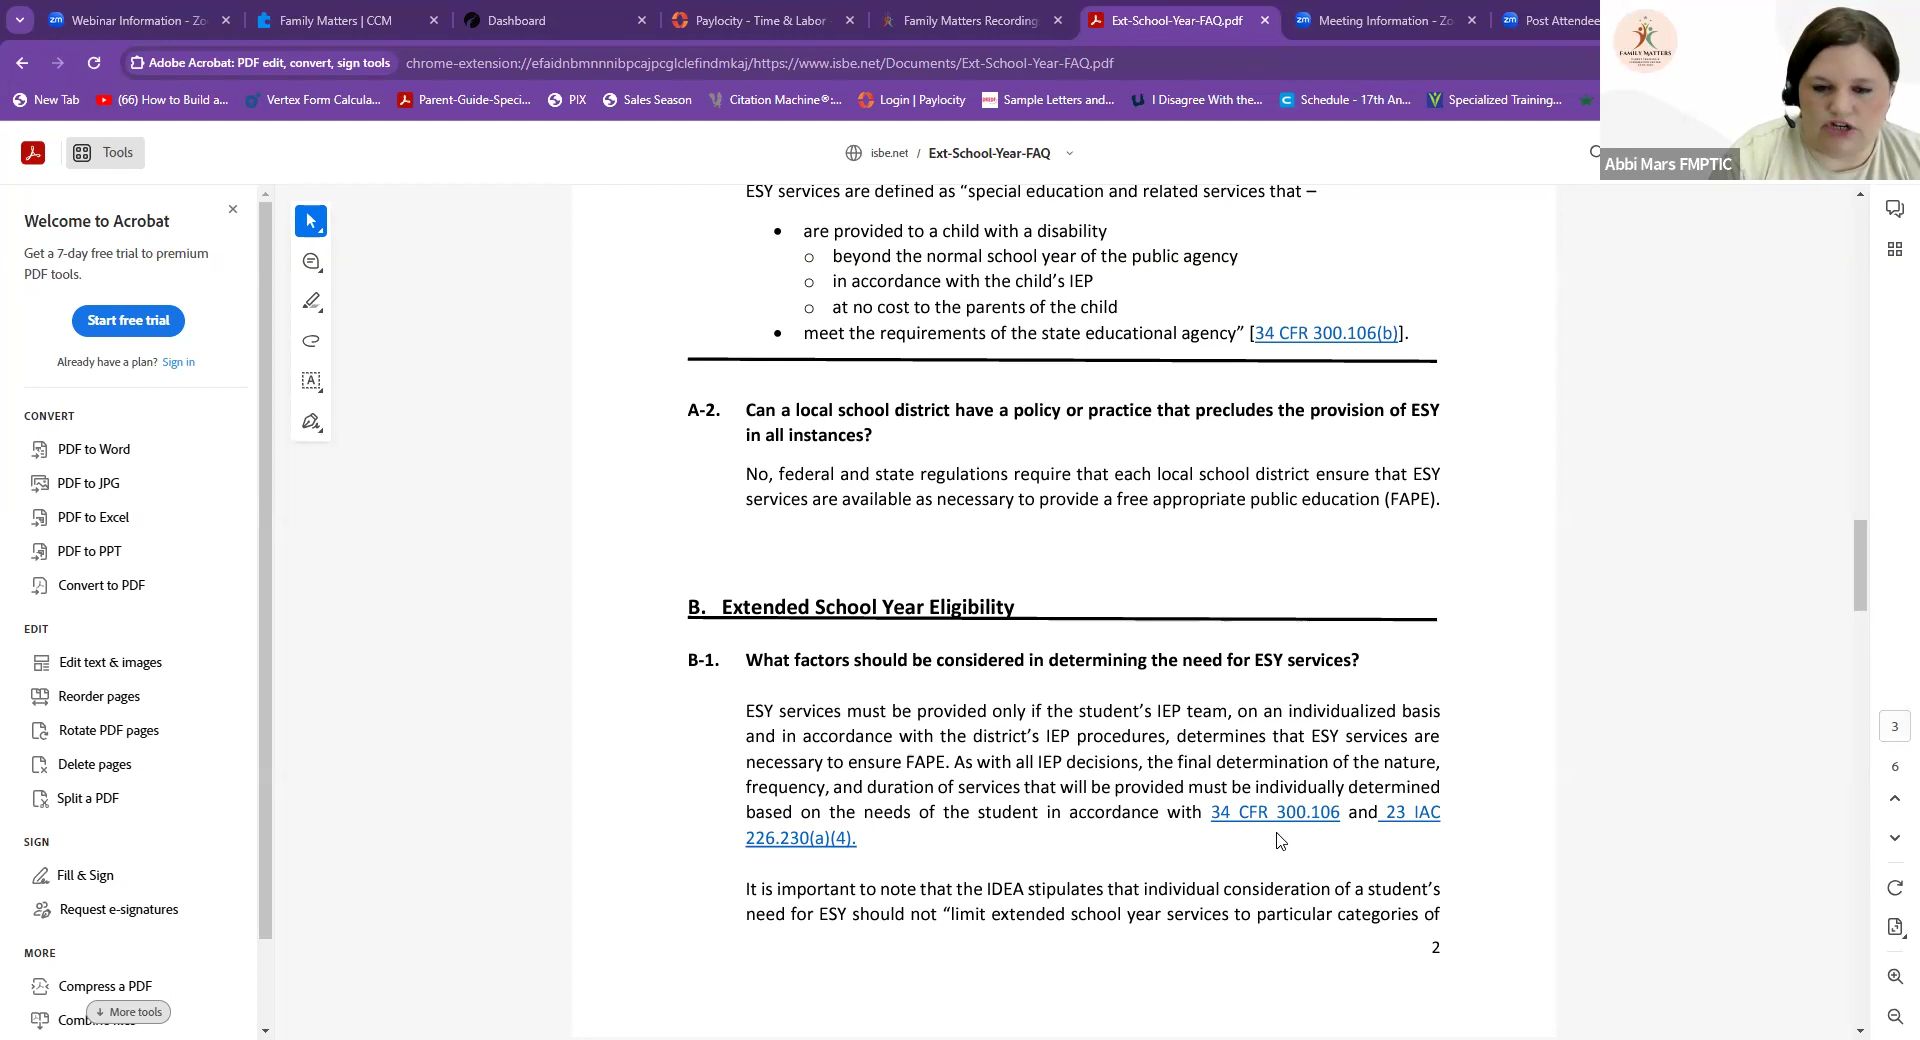 Webinar Information - Zo
Family Matters | CCM
Dashboard
Paylocity - Time & Labor
Family Matters Recording
Ext-School-Year-FAQ.pdf
Meeting Information - Zo
Post Attendee
Adobe Acrobat: PDF edit, convert, sign tools
chrome-extension://efaidnbmnnnibpcajpcglclefindmkaj/https://www.isbe.net/Documents/Ext-School-Year-FAQ.pdf
New Tab
(66) How to Build a...
Vertex Form Calcula...
Parent-Guide-Speci...
PIX
Sales Season
Citation Machine®:...
Login | Paylocity
Sample Letters and...
I Disagree With the...
Schedule - 17th An...
Specialized Training...
FAMILY MATTERS
Abbi Mars FMPTIC
Tools
isbe.net / Ext-School-Year-FAQ
Welcome to Acrobat
Get a 7-day free trial to premium
PDF tools.
Start free trial
Already have a plan? Sign in
CONVERT
PDF to Word
PDF to JPG
PDF to Excel
PDF to PPT
Convert to PDF
EDIT
Edit text & images
Reorder pages
Rotate PDF pages
Delete pages
Split a PDF
SIGN
Fill & Sign
Request e-signatures
MORE
Compress a PDF
More tools
ESY services are defined as “special education and related services that –
• are provided to a child with a disability
o beyond the normal school year of the public agency
o in accordance with the child’s IEP
o at no cost to the parents of the child
• meet the requirements of the state educational agency” [34 CFR 300.106(b)].
A-2. Can a local school district have a policy or practice that precludes the provision of ESY
in all instances?
No, federal and state regulations require that each local school district ensure that ESY
services are available as necessary to provide a free appropriate public education (FAPE).
B. Extended School Year Eligibility
B-1. What factors should be considered in determining the need for ESY services?
ESY services must be provided only if the student’s IEP team, on an individualized basis
and in accordance with the district’s IEP procedures, determines that ESY services are
necessary to ensure FAPE. As with all IEP decisions, the final determination of the nature,
frequency, and duration of services that will be provided must be individually determined
based on the needs of the student in accordance with 34 CFR 300.106 and 23 IAC
226.230(a)(4).
It is important to note that the IDEA stipulates that individual consideration of a student’s
need for ESY should not “limit extended school year services to particular categories of
2
3
6